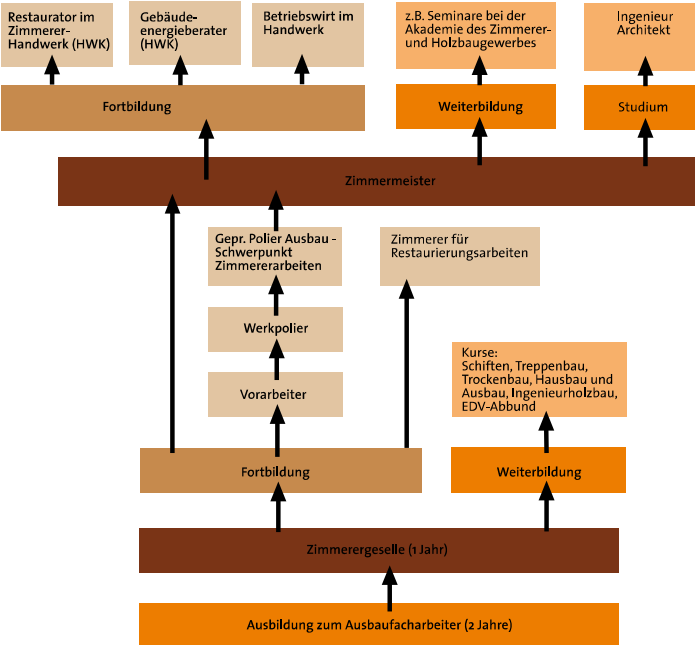 Restaurator im
Zimmerer-
Handwerk (HWK)
Gebäude-
energieberater
(HWK)
Betriebswirt im
Handwerk
z.B. Seminare bei der
Akademie des Zimmerer-
und Holzbaugewerbes
Ingenieur
Architekt
Fortbildung
Weiterbildung
Studium
Zimmermeister
Gepr. Polier Ausbau -
Schwerpunkt
Zimmererarbeiten
Zimmerer für
Restaurierungsarbeiten
Werkpolier
Vorarbeiter
Kurse:
Schiften, Treppenbau,
Trockenbau, Hausbau und
Ausbau, Ingenieurholzbau,
EDV-Abbund
Fortbildung
Weiterbildung
Zimmerergeselle (1 Jahr)
Ausbildung zum Ausbaufacharbeiter (2 Jahre)